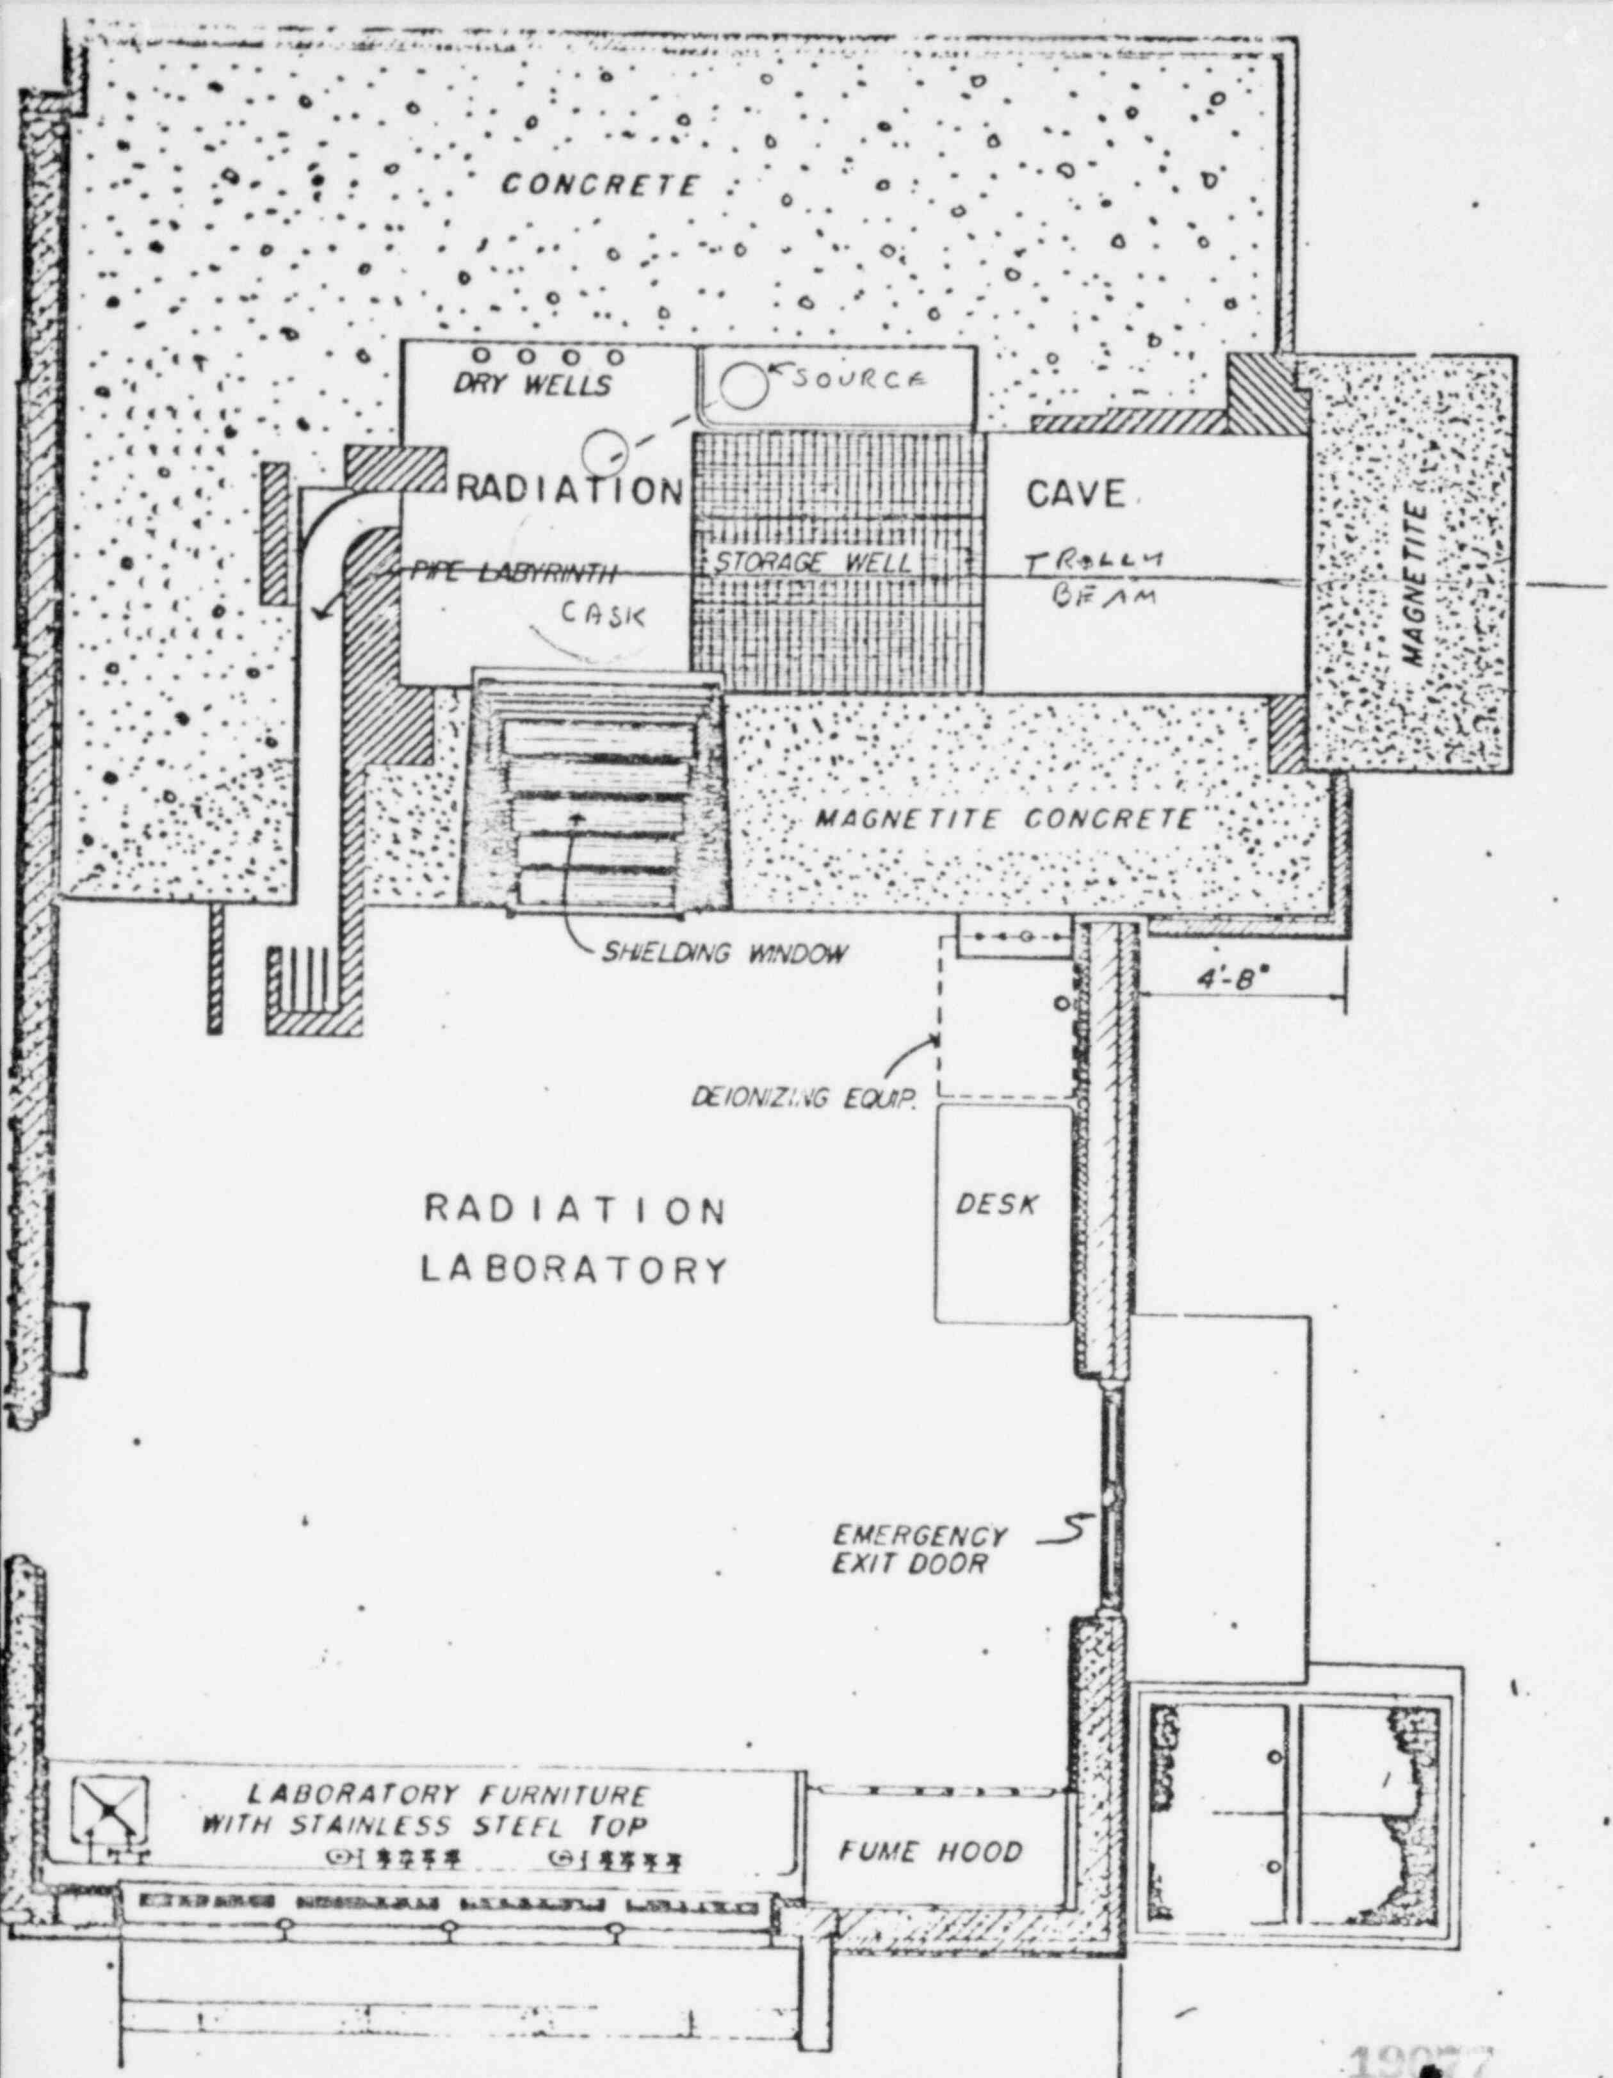 CONCRETE
DRY WELLS
SOURCE
RADIATION
CAVE
PIPE LABYRINTH
STORAGE WELL
TROLLY
BEAM
CASK
MAGNETITE
MAGNETITE CONCRETE
SHIELDING WINDOW
4'-8"
DEIONIZING EQUIP.
DESK
RADIATION
LABORATORY
EMERGENCY
EXIT DOOR
LABORATORY FURNITURE
WITH STAINLESS STEEL TOP
FUME HOOD